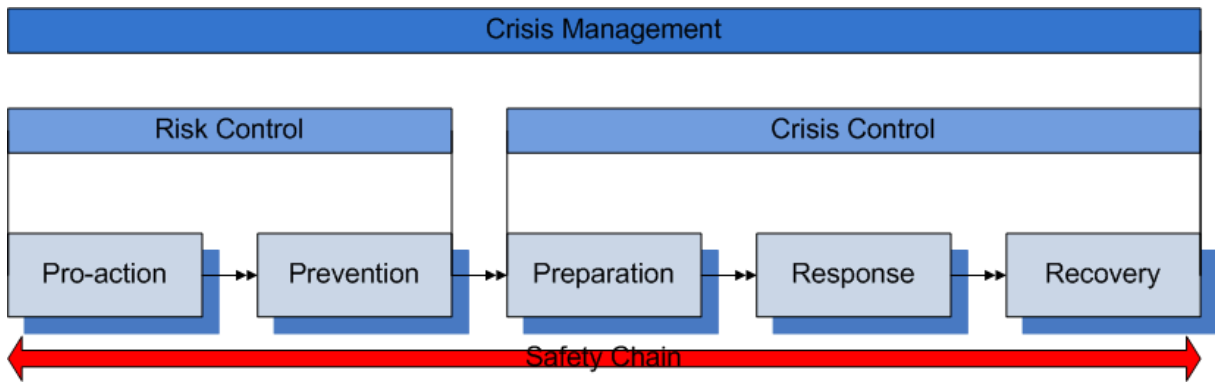 Crisis Management
Risk Control
Crisis Control
Pro-action
Prevention
Preparation
Response
Recovery
Safety Chain